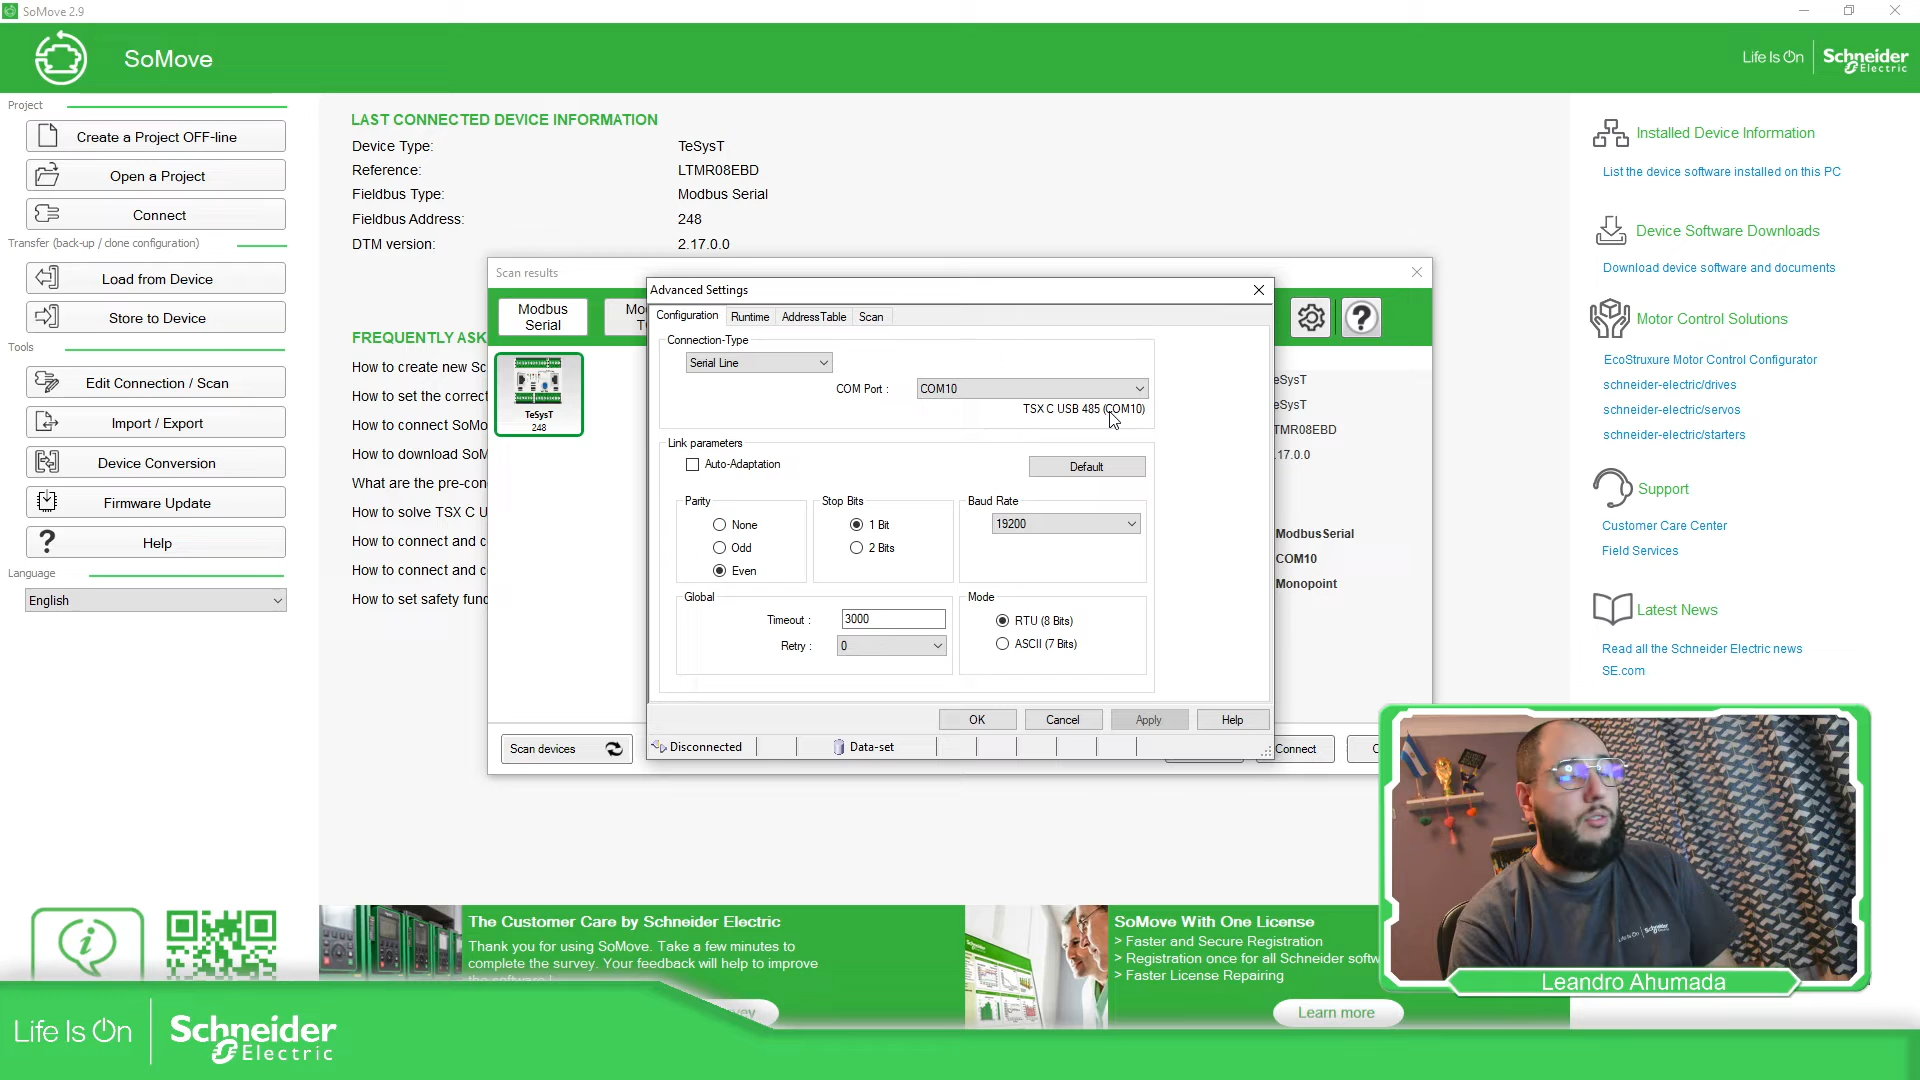 SoMove 2.9
SoMove
Life Is On
Schneider
Electric
Project
Create a Project OFF-line
Open a Project
Connect
Transfer (back-up / clone configuration)
Load from Device
Store to Device
Tools
Edit Connection / Scan
Import / Export
Device Conversion
Firmware Update
Help
Language
English
LAST CONNECTED DEVICE INFORMATION
Device Type: TeSysT
Reference: LTMR08EBD
Fieldbus Type: Modbus Serial
Fieldbus Address: 248
DTM version: 2.17.0.0
FREQUENTLY ASK
How to create new Sc
How to set the correct
How to connect SoMo
How to download SoM
What are the pre-con
How to solve TSX C U
How to connect and c
How to connect and c
How to set safety func
Scan results
Modbus
Serial
Mo
T
TeSysT
248
Scan devices
Advanced Settings
Configuration
Runtime
AddressTable
Scan
Connection-Type
Serial Line
COM Port :
COM10
TSX C USB 485 (COM10)
Link parameters
Auto-Adaptation
Default
Parity
None
Odd
Even
Stop Bits
1 Bit
2 Bits
Baud Rate
19200
Global
Timeout : 3000
Retry : 0
Mode
RTU (8 Bits)
ASCII (7 Bits)
OK
Cancel
Apply
Help
Disconnected
Data-set
?
eSysT
eSysT
TMR08EBD
.17.0.0
ModbusSerial
COM10
Monopoint
Connect
C
Installed Device Information
List the device software installed on this PC
Device Software Downloads
Download device software and documents
Motor Control Solutions
EcoStruxure Motor Control Configurator
schneider-electric/drives
schneider-electric/servos
schneider-electric/starters
Support
Customer Care Center
Field Services
Latest News
Read all the Schneider Electric news
SE.com
The Customer Care by Schneider Electric
Thank you for using SoMove. Take a few minutes to
complete the survey. Your feedback will help to improve
the software !
vey
SoMove With One License
> Faster and Secure Registration
> Registration once for all Schneider softw
> Faster License Repairing
Learn more
Life Is On Schneider
Leandro Ahumada
Life Is On
Schneider
Electric